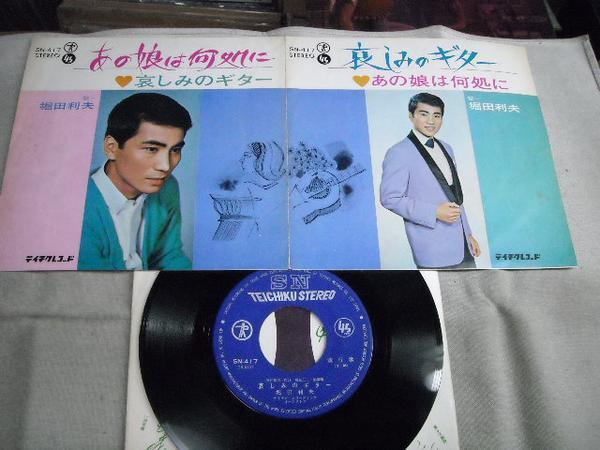 SN-417
STEREO
45
あの娘は何処に
哀しみのギター
堀田利夫
テイチクレコード
SN-417
STEREO
45
哀しみのギター
あの娘は何処に
堀田利夫
テイチクレコード
SN
TEICHIKU STEREO
45
SN-417
流行歌
哀しみのギター
堀田利夫